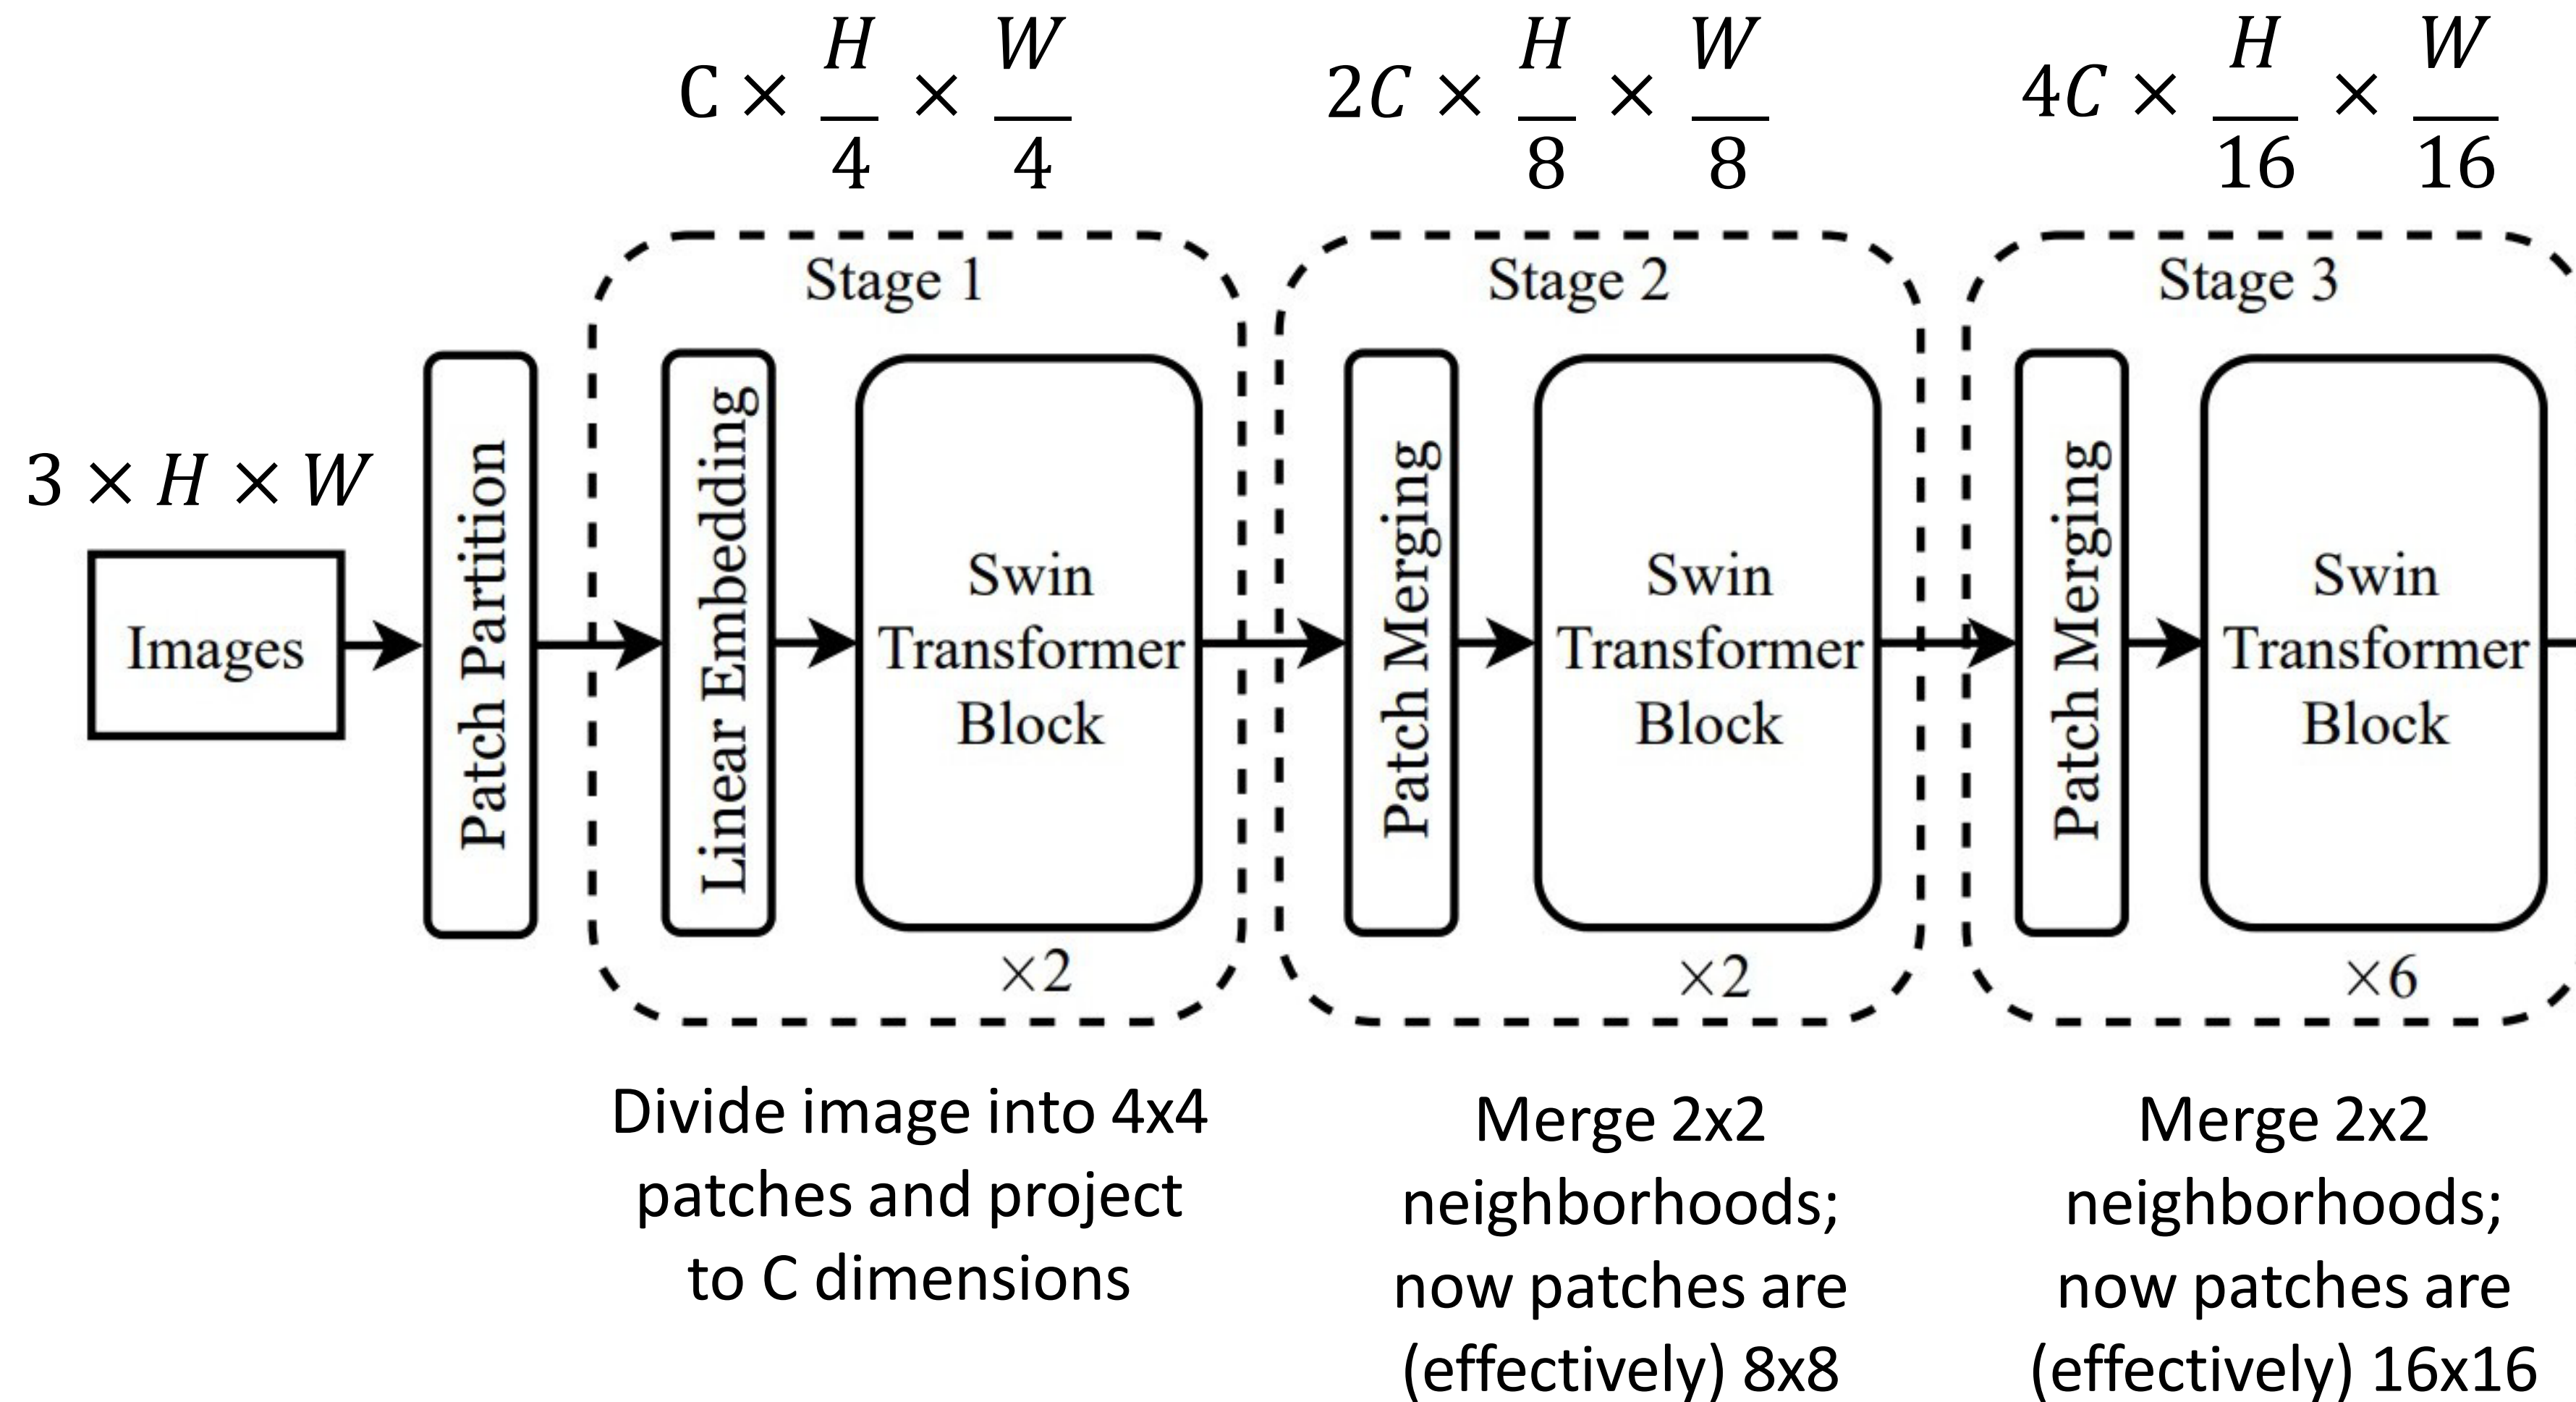 C × H/4 × W/4
2C × H/8 × W/8
4C × H/16 × W/16
Stage 1
Stage 2
Stage 3
3 × H × W
Images
Patch Partition
Linear Embedding
Swin
Transformer
Block
×2
Patch Merging
Swin
Transformer
Block
×2
Patch Merging
Swin
Transformer
Block
×6
Divide image into 4x4
patches and project
to C dimensions
Merge 2x2
neighborhoods;
now patches are
(effectively) 8x8
Merge 2x2
neighborhoods;
now patches are
(effectively) 16x16